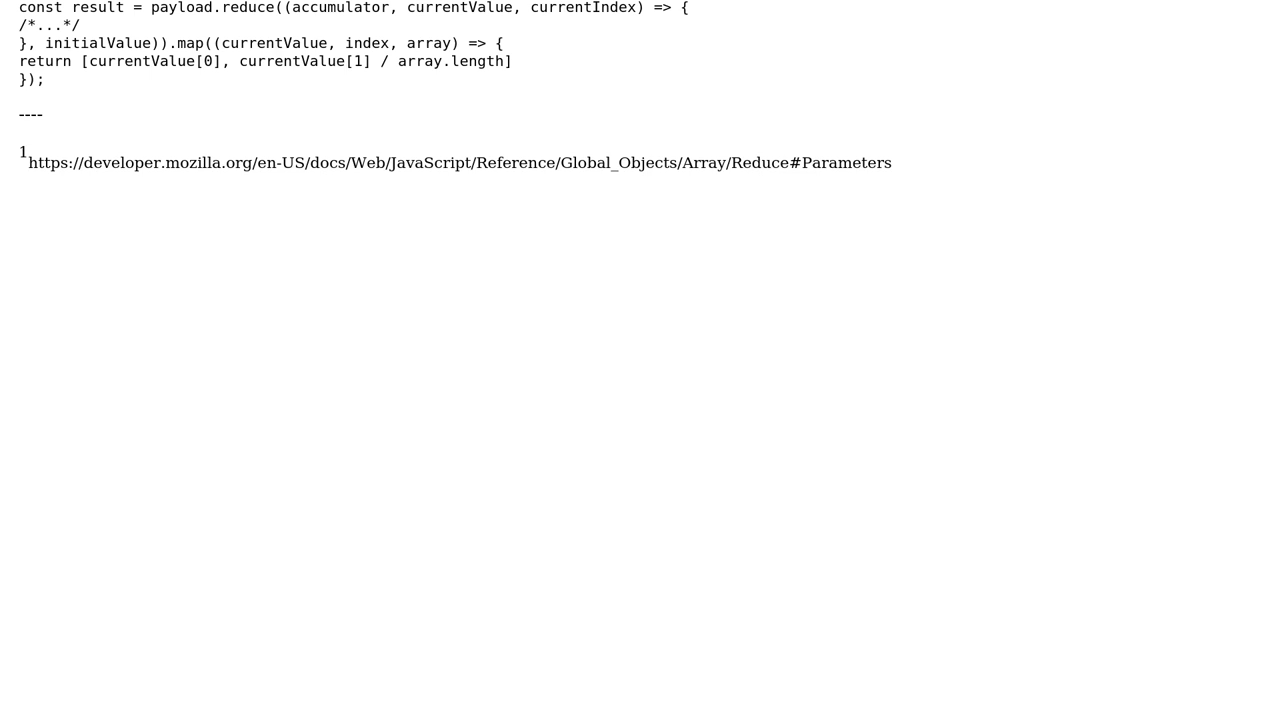 const result = payload.reduce((accumulator, currentValue, currentIndex) => {
/*...*/
}, initialValue)).map((currentValue, index, array) => {
return [currentValue[0], currentValue[1] / array.length]
});
----
1
https://developer.mozilla.org/en-US/docs/Web/JavaScript/Reference/Global_Objects/Array/Reduce#Parameters